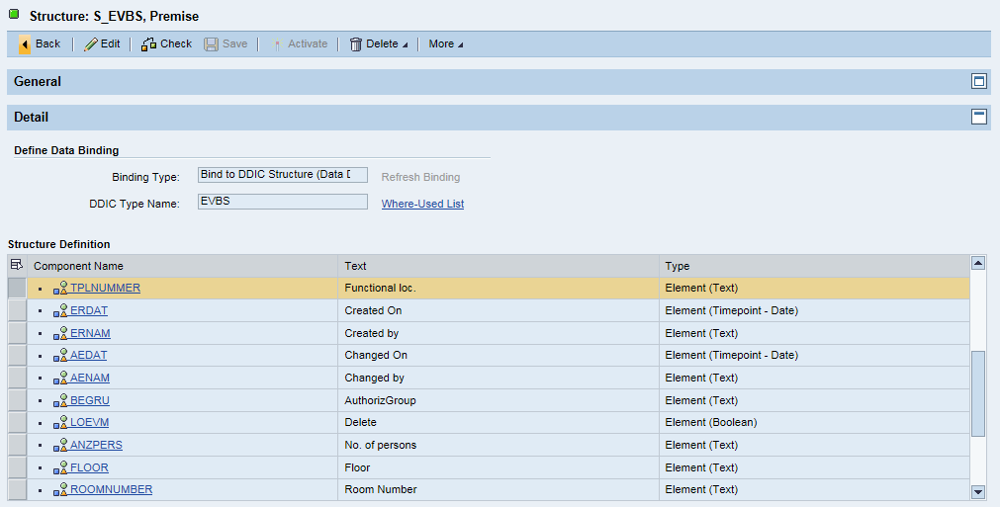 Structure: S_EVBS, Premise
Back Edit Check Save Activate Delete More
General
Detail
Define Data Binding
Binding Type: Bind to DDIC Structure (Data D Refresh Binding
DDIC Type Name: EVBS Where-Used List
Structure Definition
Component Name Text Type
TPLNUMMER Functional loc. Element (Text)
ERDAT Created On Element (Timepoint - Date)
ERNAM Created by Element (Text)
AEDAT Changed On Element (Timepoint - Date)
AENAM Changed by Element (Text)
BEGRU AuthorizGroup Element (Text)
LOEVM Delete Element (Boolean)
ANZPERS No. of persons Element (Text)
FLOOR Floor Element (Text)
ROOMNUMBER Room Number Element (Text)